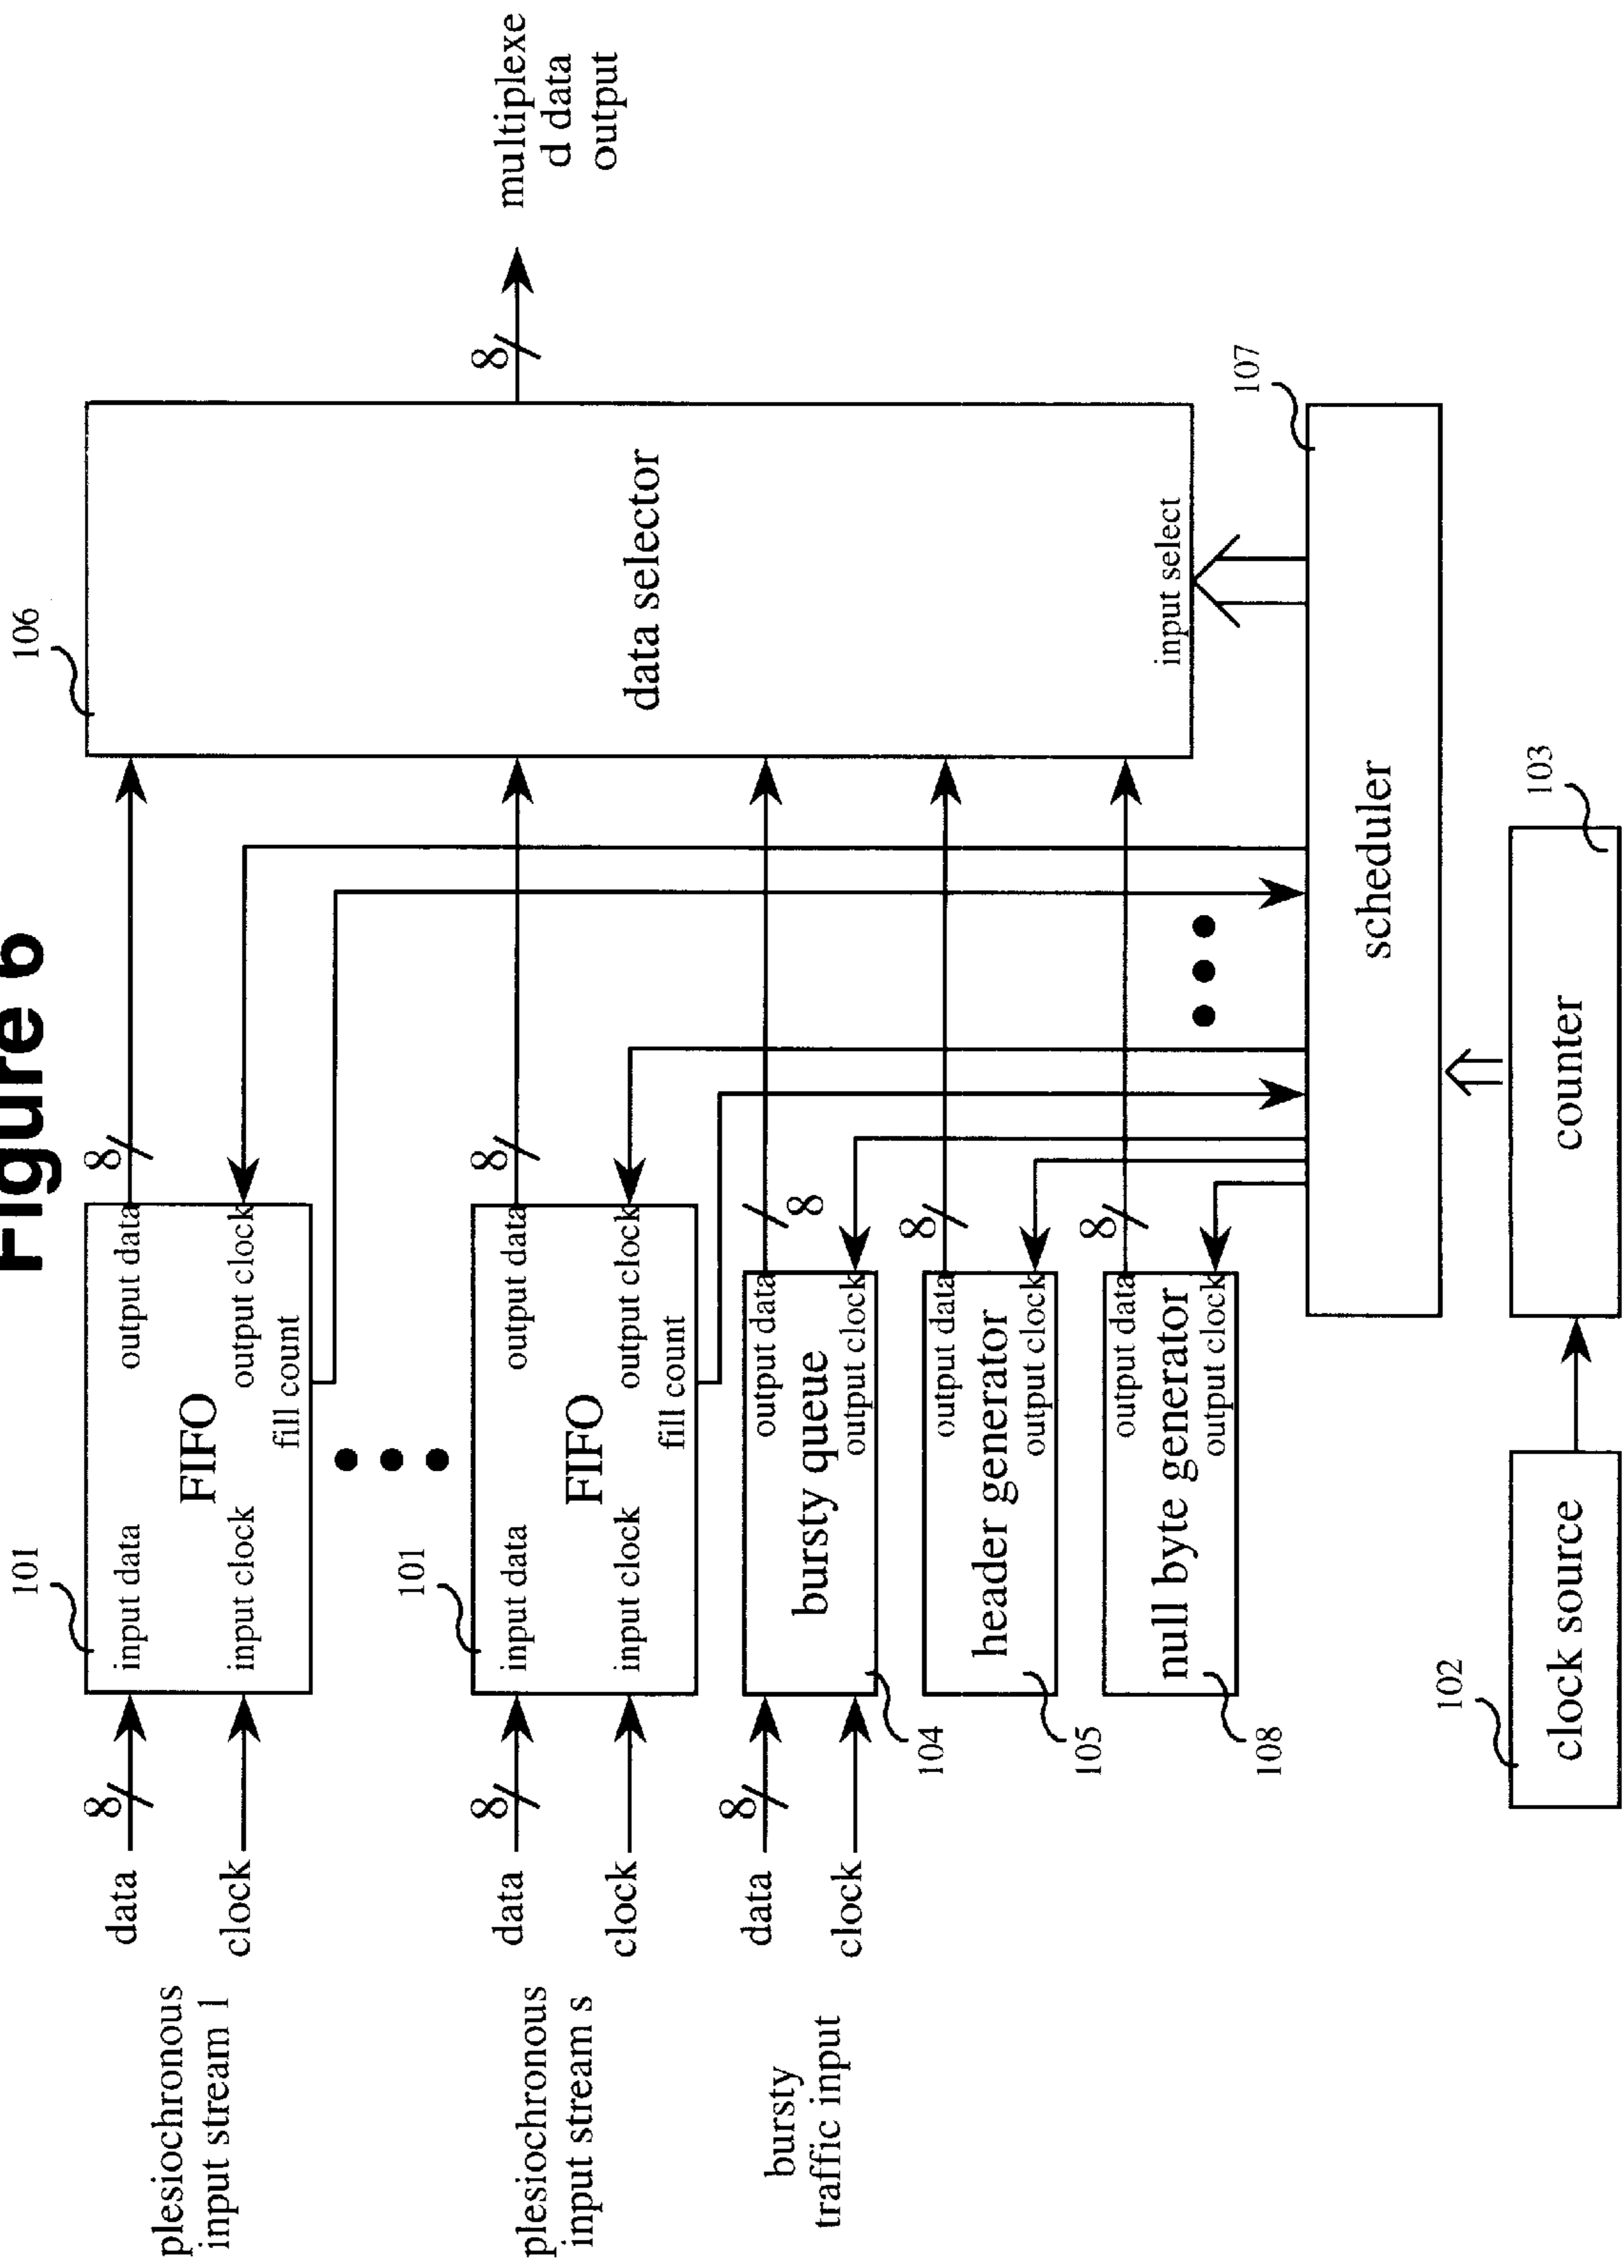 Figure 6
106
101
plesiochronous
input stream 1
data
8
clock
input data
input clock
FIFO
output data
output clock
fill count
8
data selector
input select
8
multiplexe
d data
output
101
plesiochronous
input stream s
data
8
clock
input data
input clock
FIFO
output data
output clock
fill count
8
bursty
traffic input
data
8
clock
bursty queue
output data
output clock
8
104
header generator
output data
output clock
8
105
null byte generator
output data
output clock
8
108
107
scheduler
103
counter
102
clock source